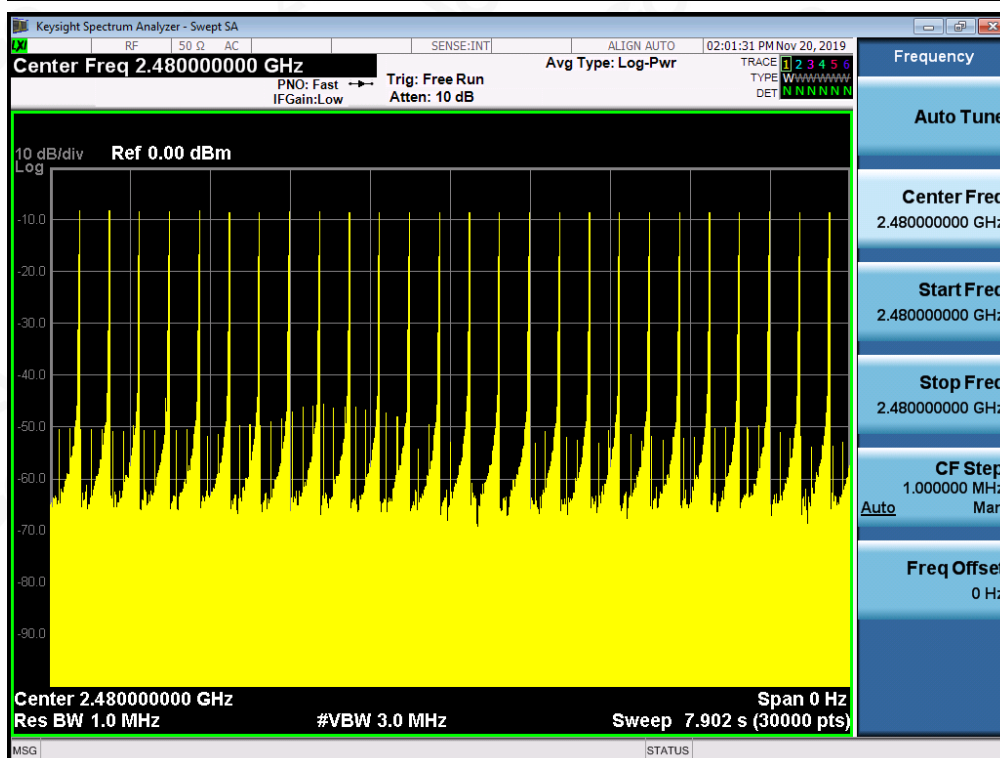 Keysight Spectrum Analyzer - Swept SA
LXI RF 50 Ω AC SENSE:INT ALIGN AUTO 02:01:31 PM Nov 20, 2019
Center Freq 2.480000000 GHz
PNO: Fast
IFGain:Low
Trig: Free Run
Atten: 10 dB
Avg Type: Log-Pwr
TRACE 1 2 3 4 5 6
TYPE WWWWWW
DET N N N N N N
Frequency
Auto Tune
10 dB/div Ref 0.00 dBm
Log
-10.0
-20.0
-30.0
-40.0
-50.0
-60.0
-70.0
-80.0
-90.0
Center Freq
2.480000000 GHz
Start Freq
2.480000000 GHz
Stop Freq
2.480000000 GHz
CF Step
1.000000 MHz
Auto Man
Freq Offset
0 Hz
Center 2.480000000 GHz Span 0 Hz
Res BW 1.0 MHz #VBW 3.0 MHz Sweep 7.902 s (30000 pts)
MSG STATUS